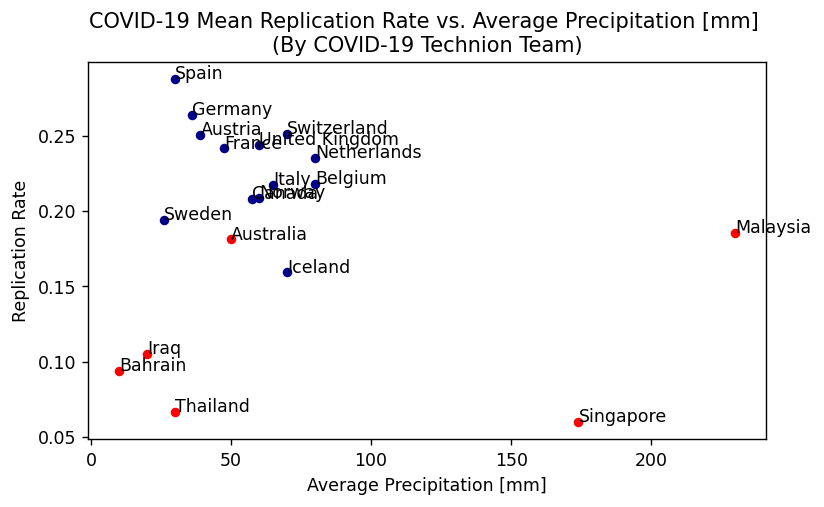 COVID-19 Mean Replication Rate vs. Average Precipitation [mm]
(By COVID-19 Technion Team)
Spain
Germany
Austria
Switzerland
United Kingdom
France
Netherlands
Italy
Belgium
Canada
Norway
Sweden
Australia
Malaysia
Iceland
Iraq
Bahrain
Thailand
Singapore
0.25
0.20
0.15
0.10
0.05
Replication Rate
0
50
100
150
200
Average Precipitation [mm]